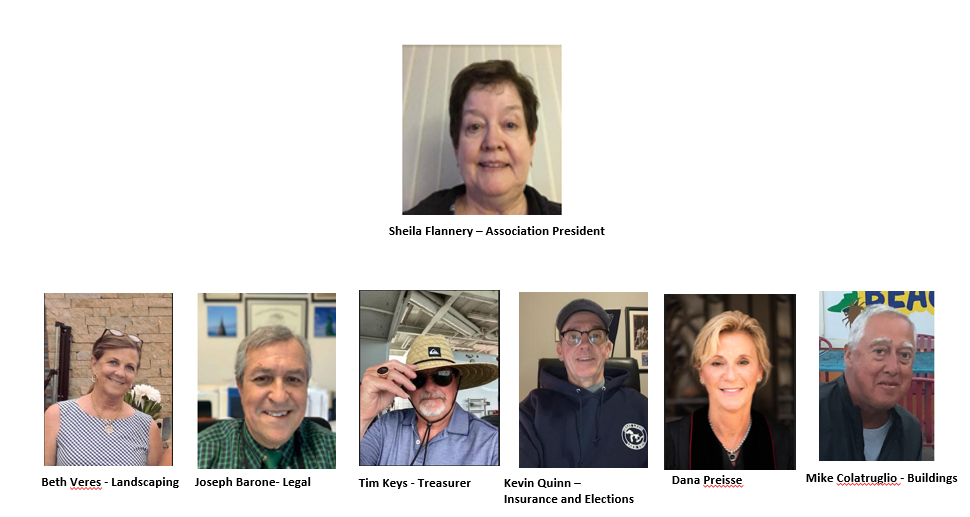 Sheila Flannery – Association President
BEAC
Beth Veres - Landscaping
Joseph Barone- Legal
Tim Keys - Treasurer
Kevin Quinn –
Insurance and Elections
Dana Preisse
Mike Colatruglio - Buildings